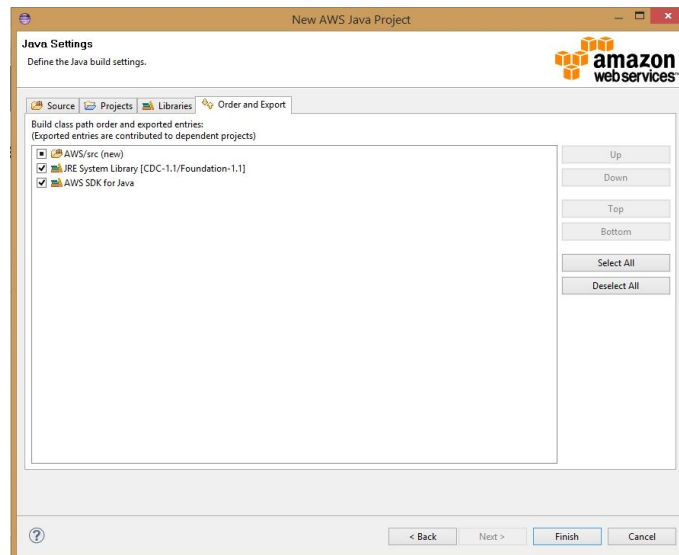 New AWS Java Project
Java Settings
Define the Java build settings.
amazon
webservices™
Source Projects Libraries Order and Export
Build class path order and exported entries:
(Exported entries are contributed to dependent projects)
AWS/src (new)
JRE System Library [CDC-1.1/Foundation-1.1]
AWS SDK for Java
Up
Down
Top
Bottom
Select All
Deselect All
?
< Back Next > Finish Cancel